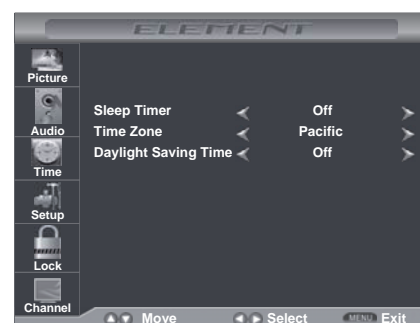 ELEMENT
Picture
Audio
Time
Setup
Lock
Channel
Sleep Timer Off
Time Zone Pacific
Daylight Saving Time Off
Move Select MENU Exit